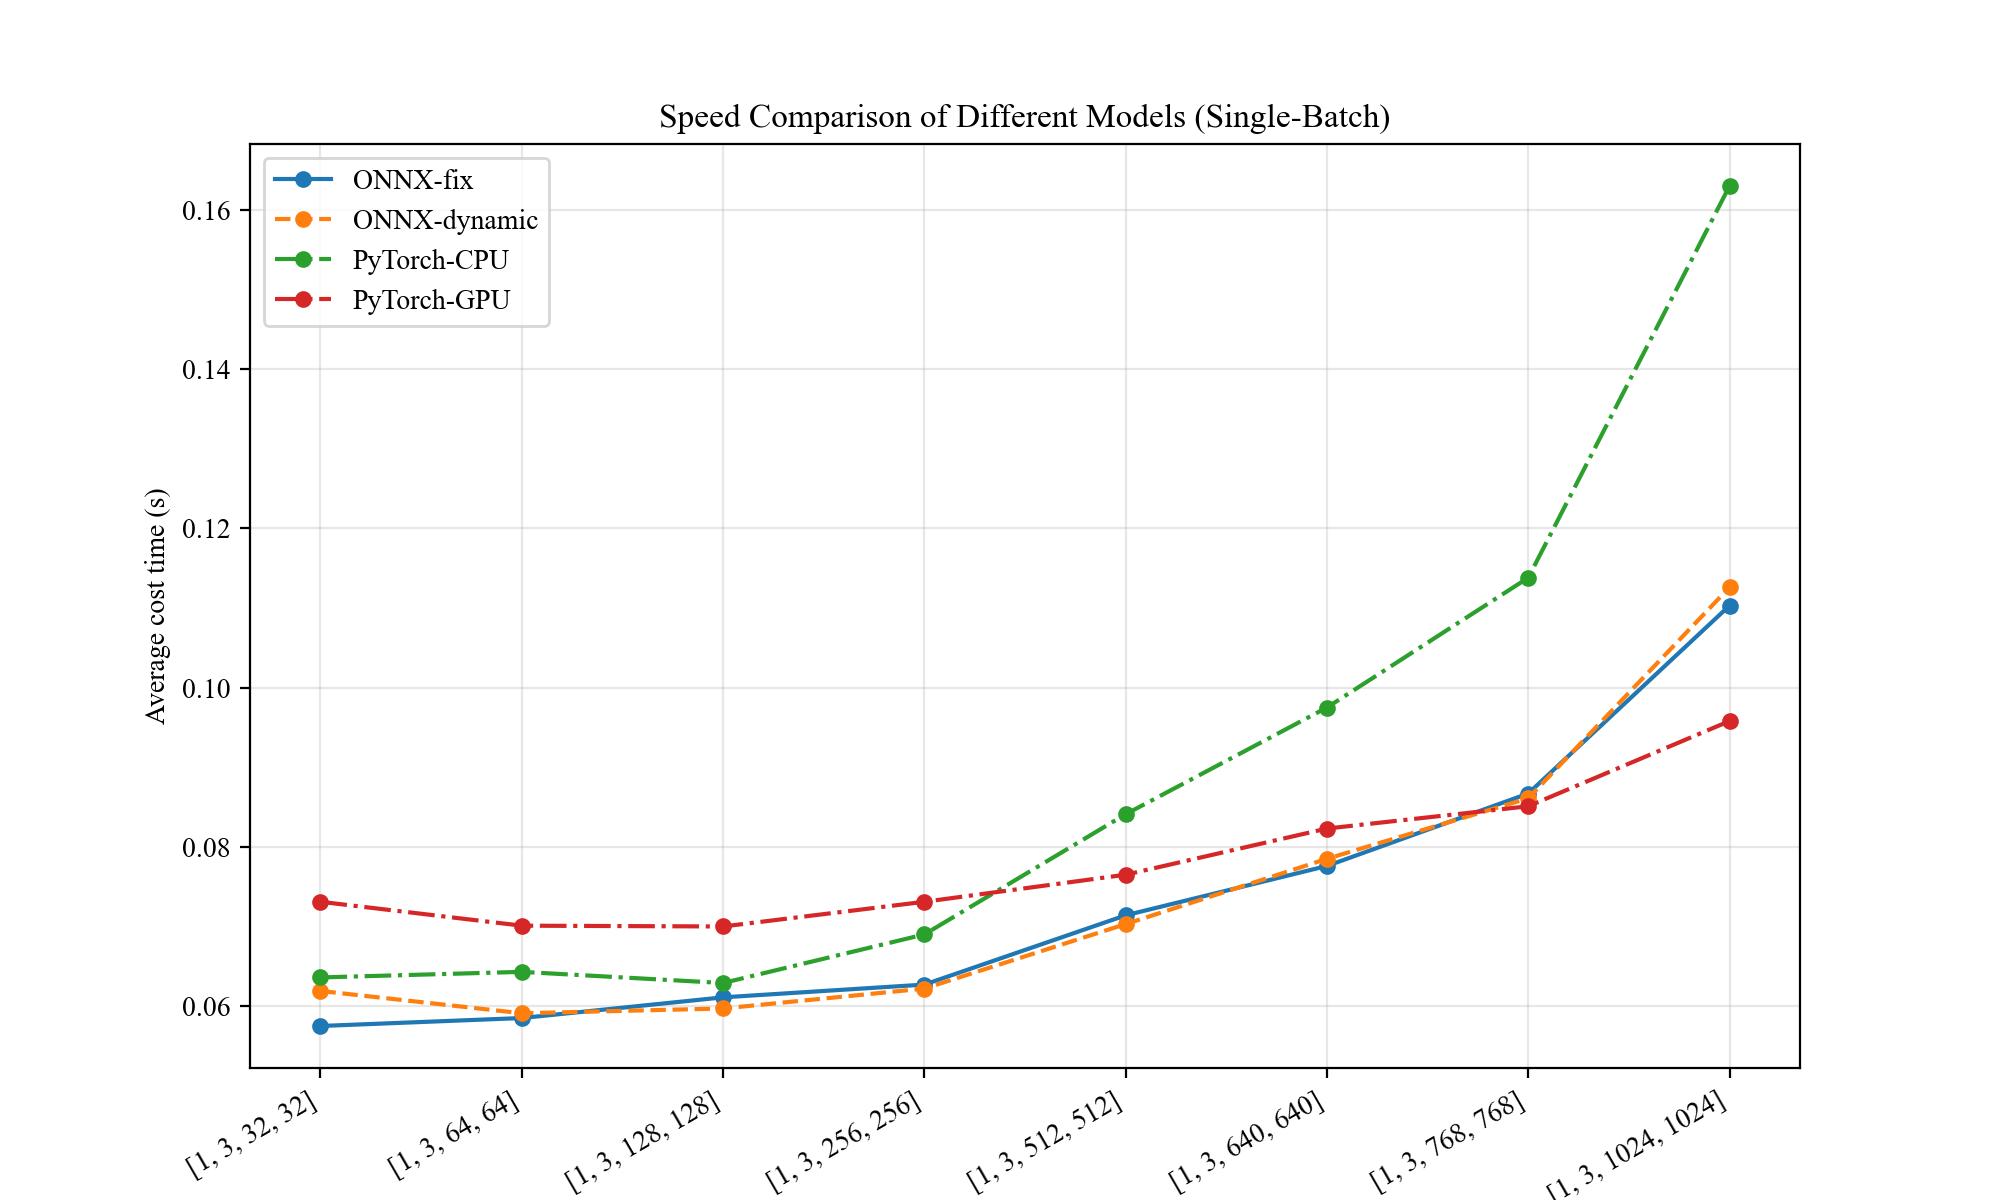 Speed Comparison of Different Models (Single-Batch)
ONNX-fix
ONNX-dynamic
PyTorch-CPU
PyTorch-GPU
0.16
0.14
0.12
0.10
0.08
0.06
Average cost time (s)
[1, 3, 32, 32]
[1, 3, 64, 64]
[1, 3, 128, 128]
[1, 3, 256, 256]
[1, 3, 512, 512]
[1, 3, 640, 640]
[1, 3, 768, 768]
[1, 3, 1024, 1024]